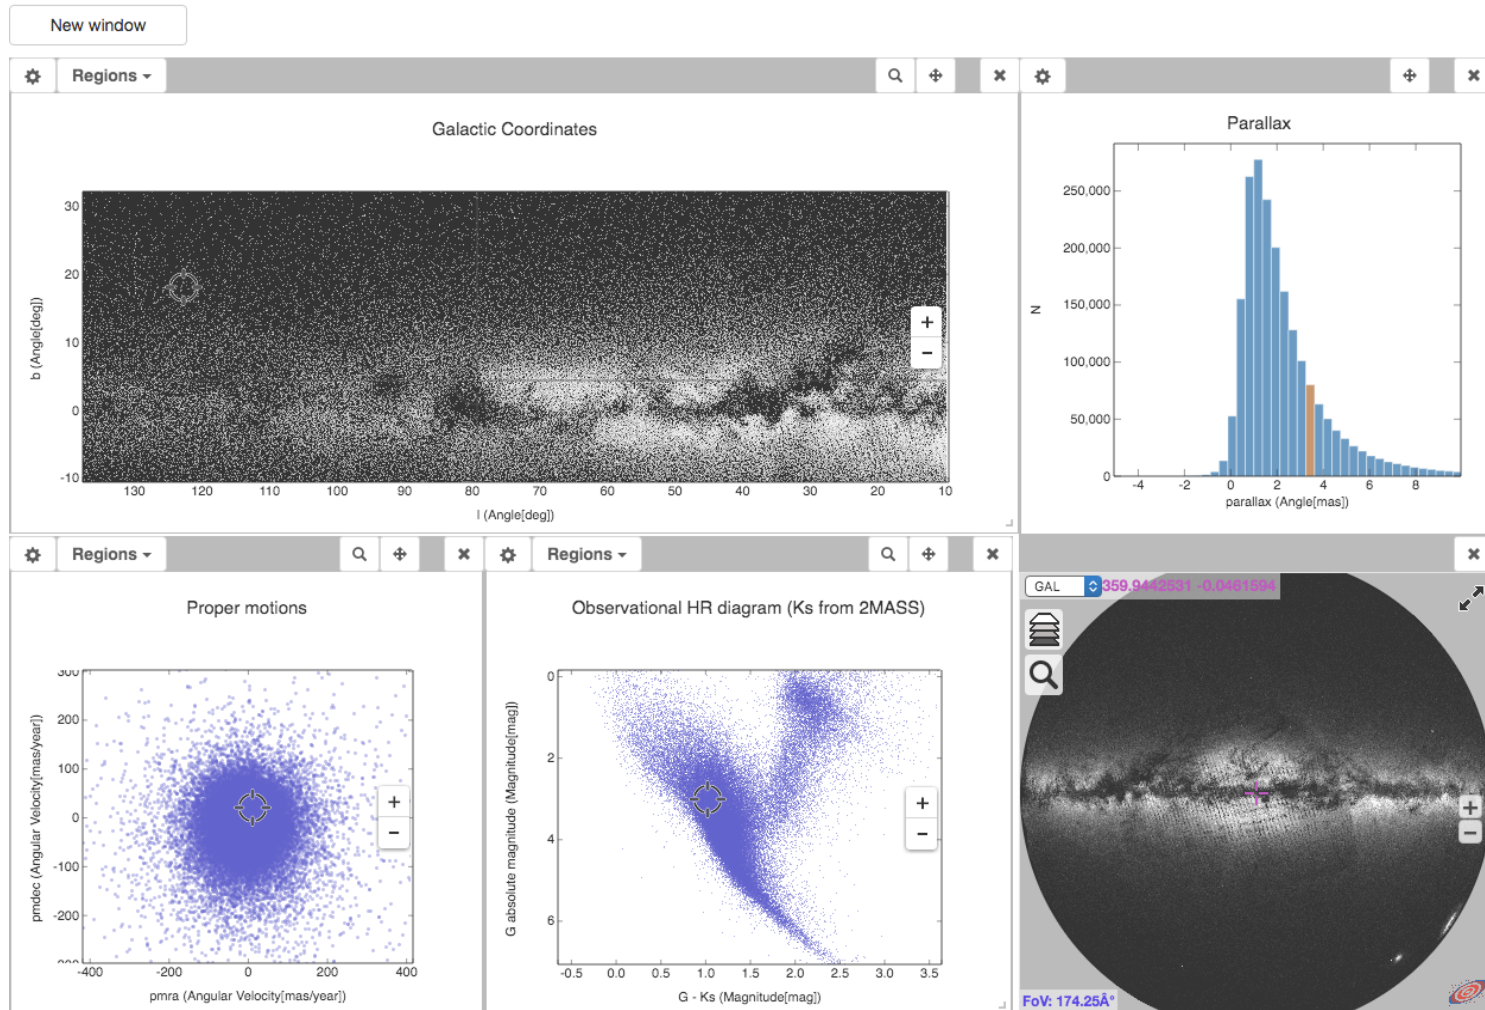 New window
Regions
Galactic Coordinates
30
20
10
0
-10
b (Angle[deg])
130 120 110 100 90 80 70 60 50 40 30 20 10
l (Angle[deg])
+
−
Parallax
250,000
200,000
150,000
100,000
50,000
0
N
-4 -2 0 2 4 6 8
parallax (Angle[mas])
Regions
Proper motions
200
100
0
-100
-200
pmdec (Angular Velocity[mas/year])
-400 -200 0 200 400
pmra (Angular Velocity[mas/year])
+
−
Regions
Observational HR diagram (Ks from 2MASS)
0
2
4
6
G absolute magnitude (Magnitude[mag])
-0.5 0.0 0.5 1.0 1.5 2.0 2.5 3.0 3.5
G - Ks (Magnitude[mag])
+
−
GAL 359.9442531 -0.0461594
+
−
FoV: 174.25Â°